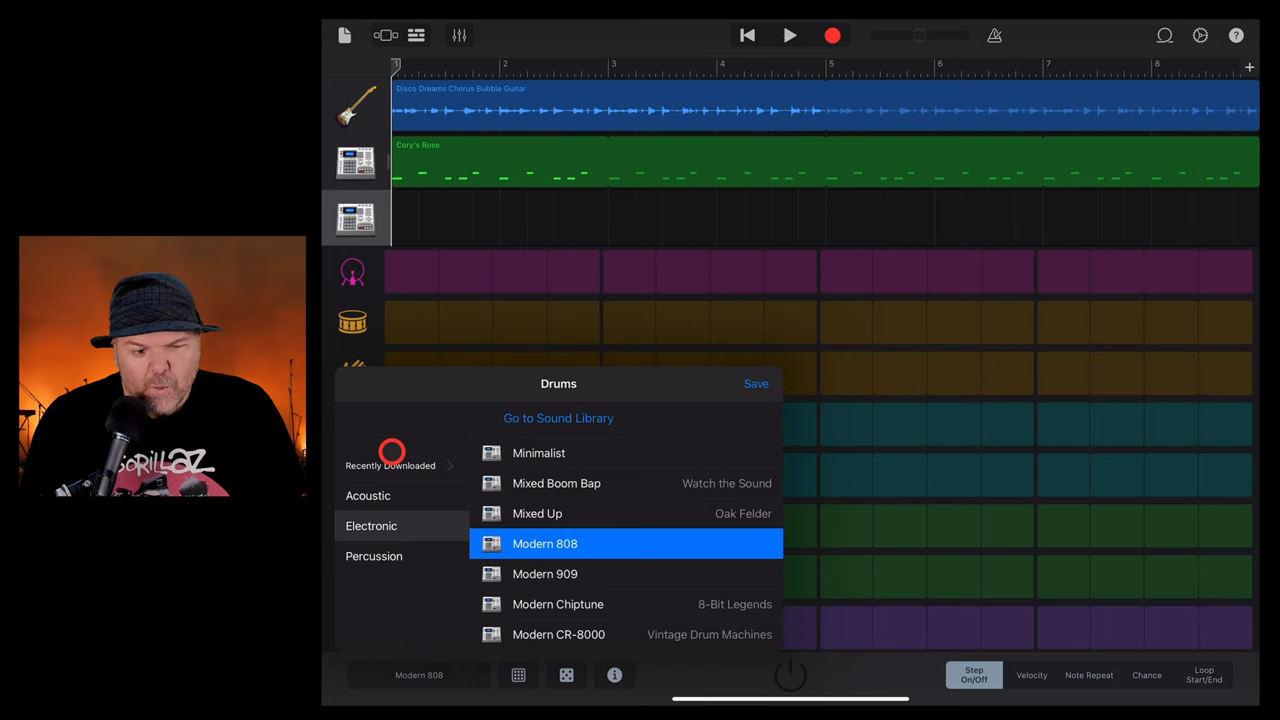 1 2 3 4 5 6 7 8
Disco Dreams Chorus Bubble Guitar
Cory's Rose
Drums
Save
Go to Sound Library
Recently Downloaded
Acoustic
Electronic
Percussion
Minimalist
Mixed Boom Bap Watch the Sound
Mixed Up Oak Felder
Modern 808
Modern 909
Modern Chiptune 8-Bit Legends
Modern CR-8000 Vintage Drum Machines
Modern 808
Step
On/Off
Velocity
Note Repeat
Chance
Loop
Start/End
GORILLAZ